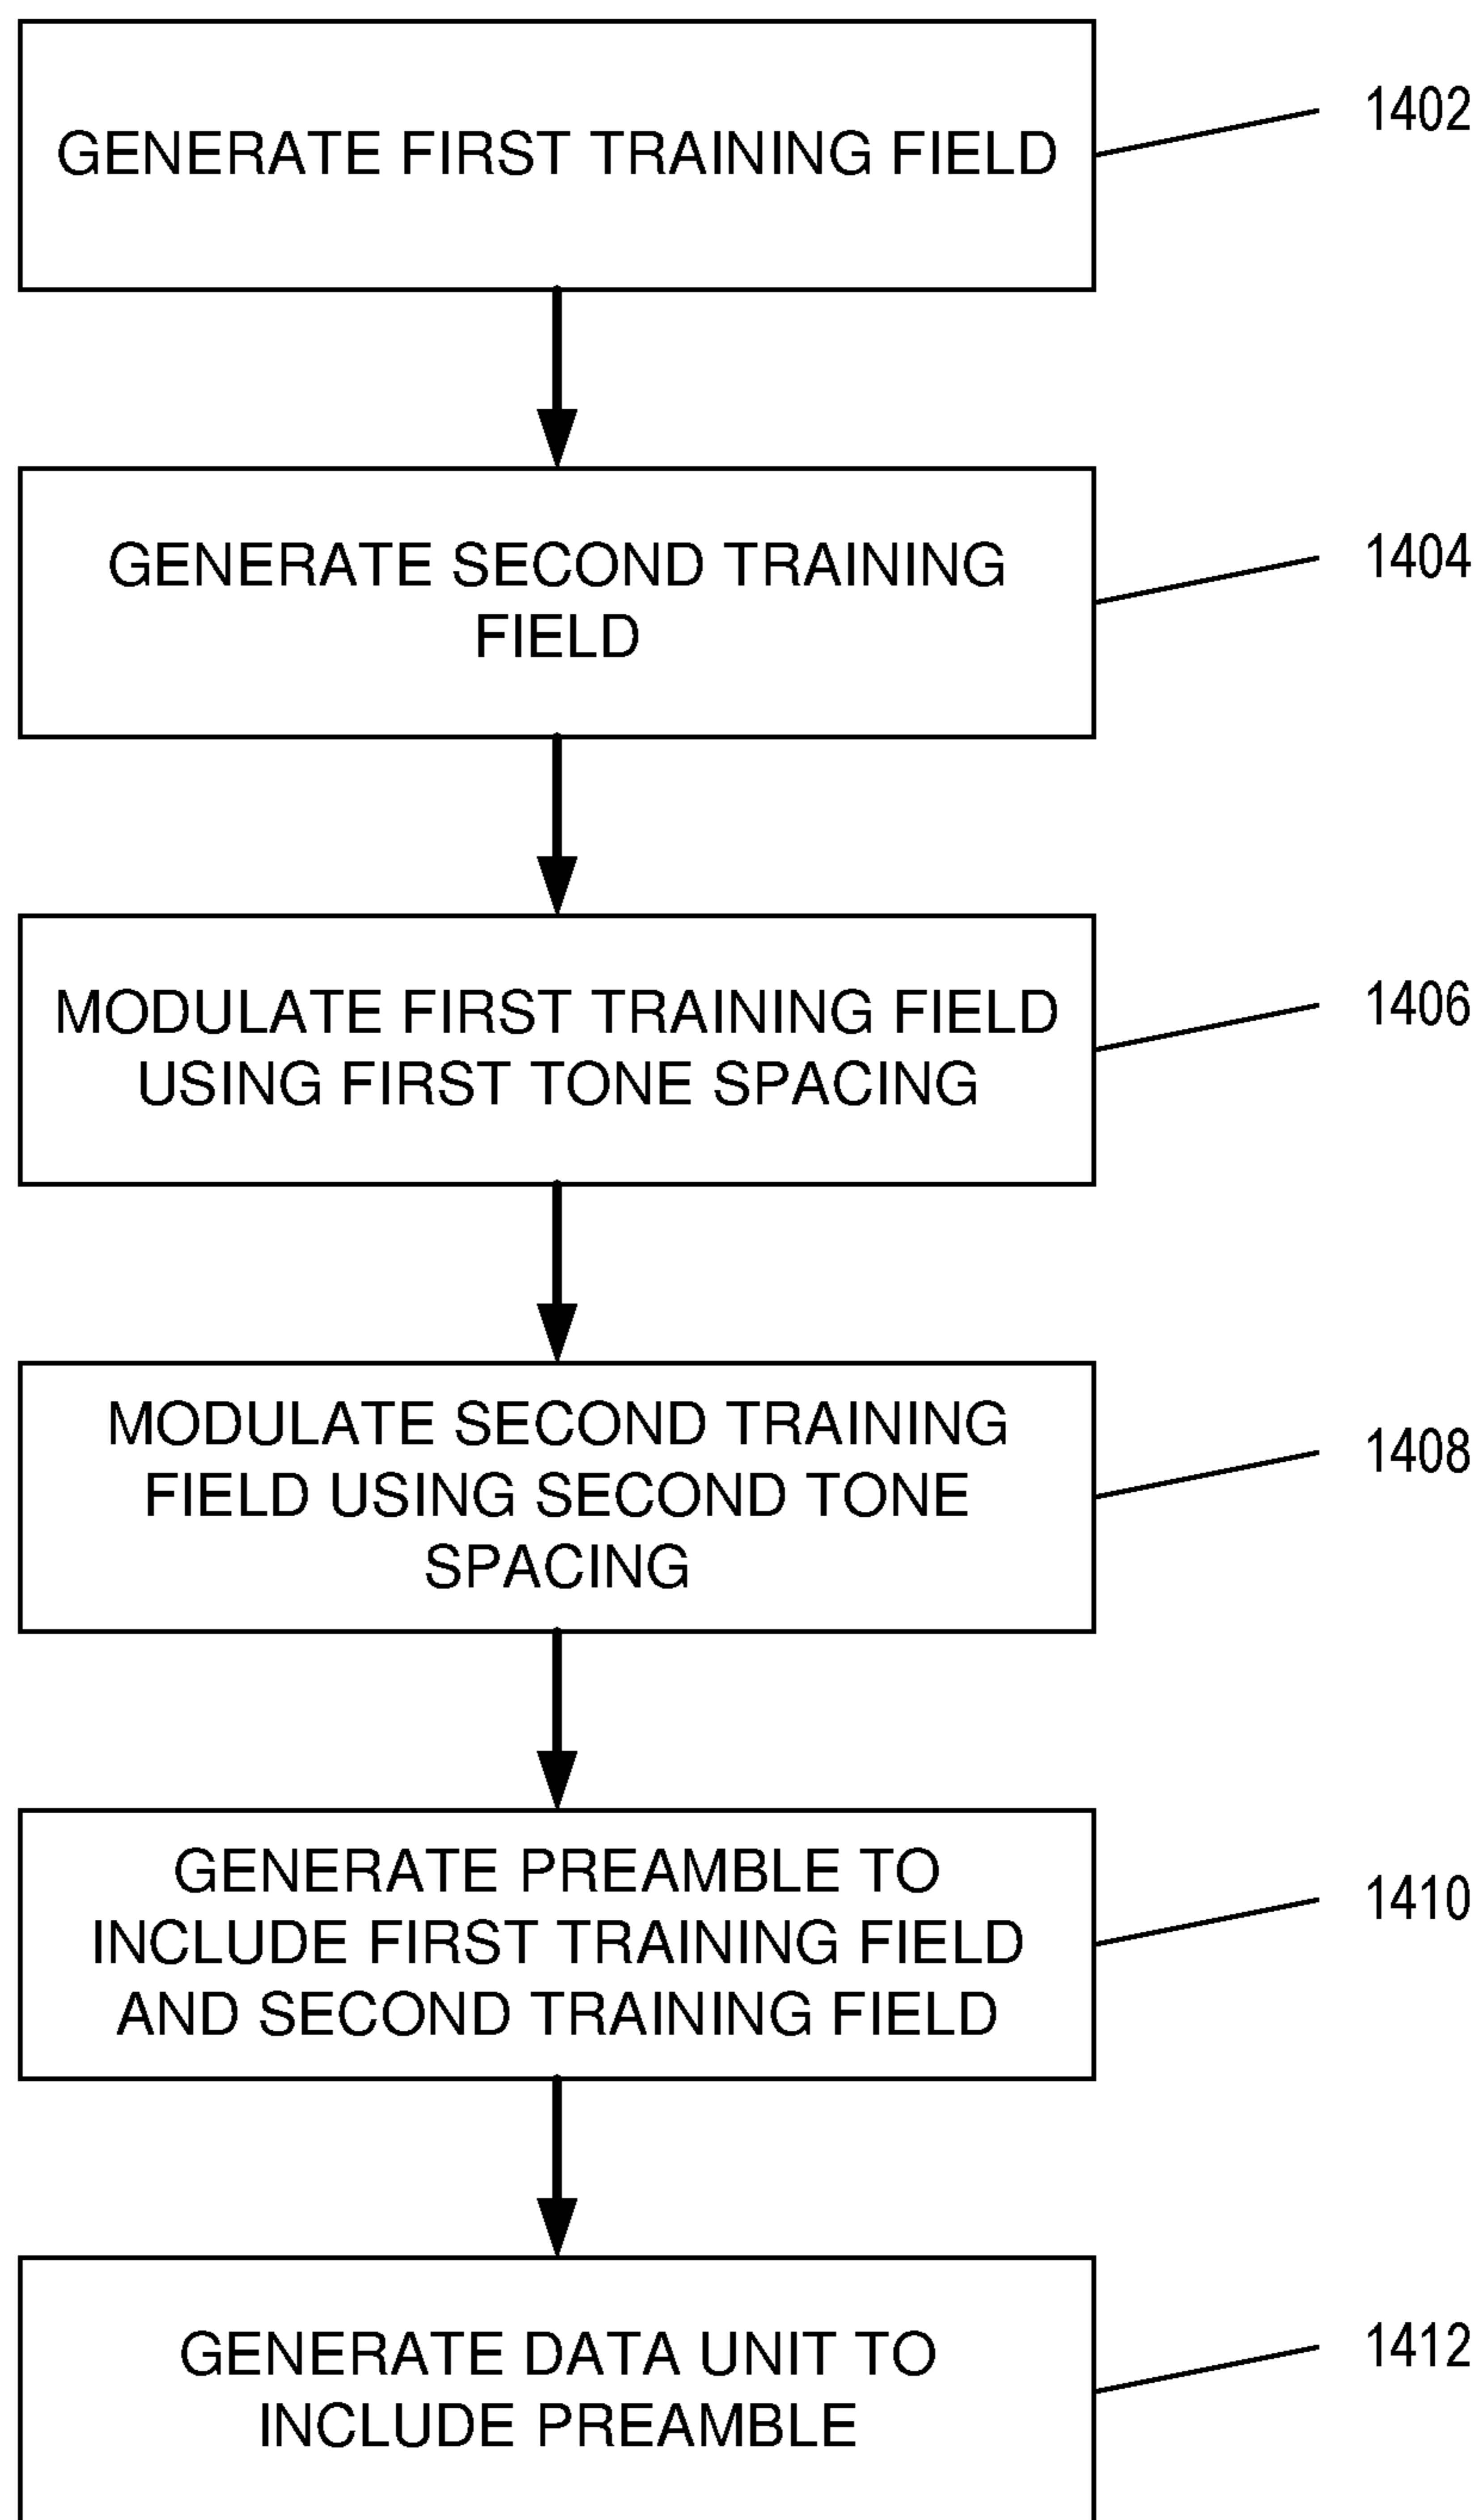 GENERATE FIRST TRAINING FIELD
1402
GENERATE SECOND TRAINING
FIELD
1404
MODULATE FIRST TRAINING FIELD
USING FIRST TONE SPACING
1406
MODULATE SECOND TRAINING
FIELD USING SECOND TONE
SPACING
1408
GENERATE PREAMBLE TO
INCLUDE FIRST TRAINING FIELD
AND SECOND TRAINING FIELD
1410
GENERATE DATA UNIT TO
INCLUDE PREAMBLE
1412